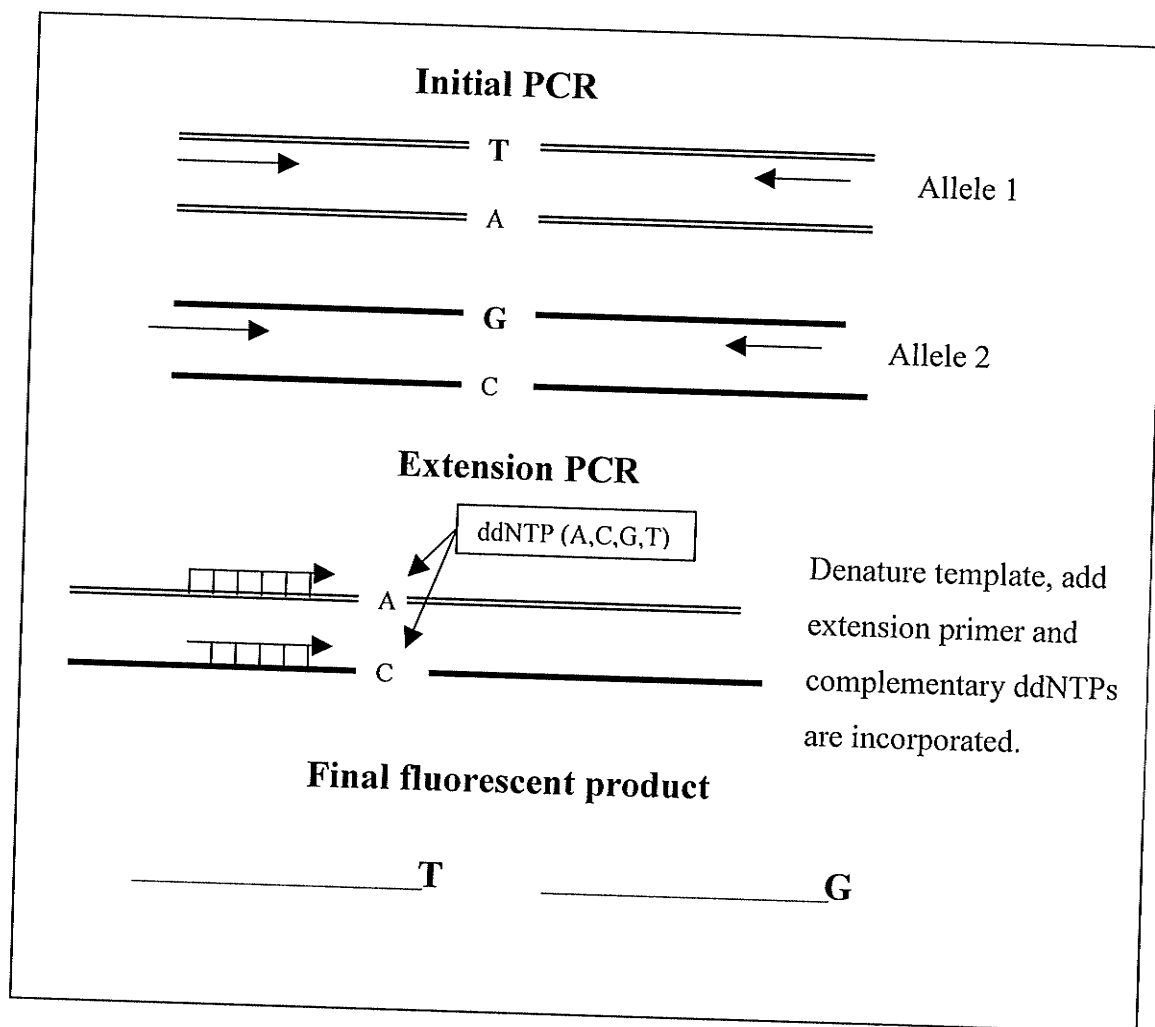 Initial PCR
T
Allele 1
A
G
Allele 2
C
Extension PCR
ddNTP (A,C,G,T)
A
C
Denature template, add
extension primer and
complementary ddNTPs
are incorporated.
Final fluorescent product
T
G